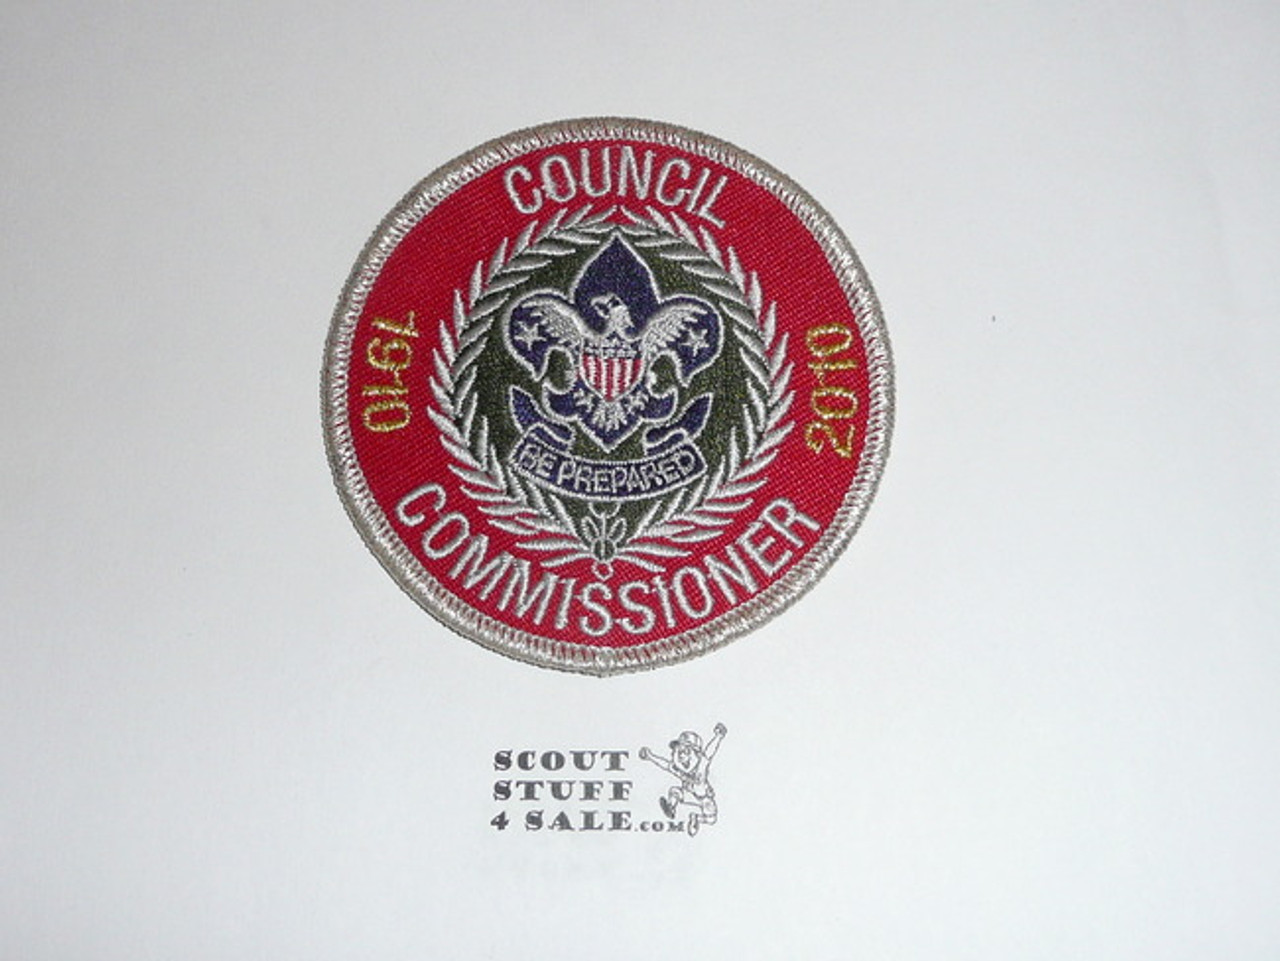 COUNCIL
1910
2010
BE PREPARED
COMMISSIONER
SCOUT
STUFF
4 SALE.COM